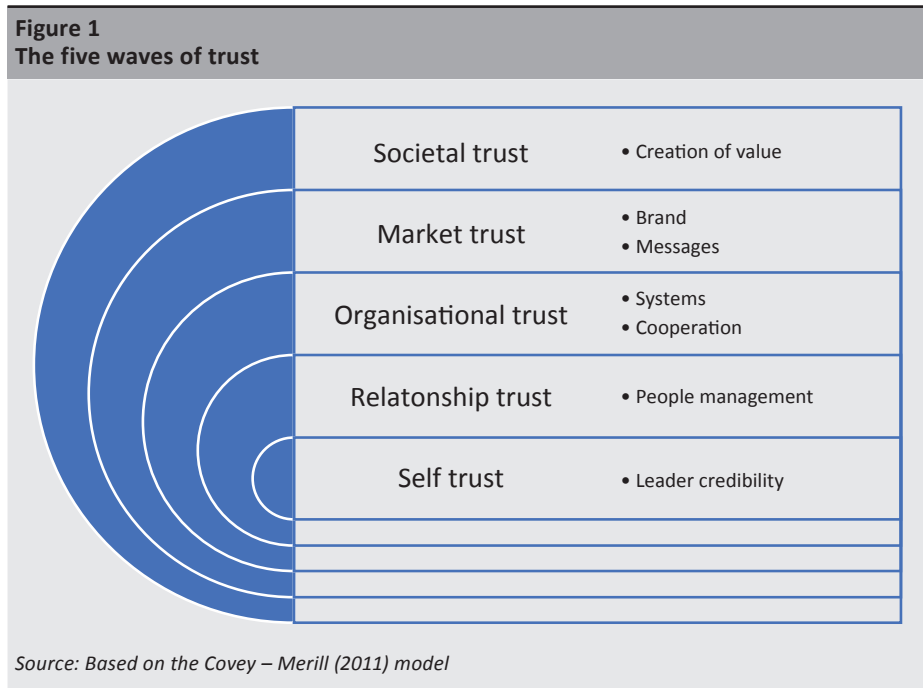 Figure 1
The five waves of trust
Societal trust
• Creation of value
Market trust
• Brand
• Messages
Organisational trust
• Systems
• Cooperation
Relatonship trust
• People management
Self trust
• Leader credibility
Source: Based on the Covey – Merill (2011) model